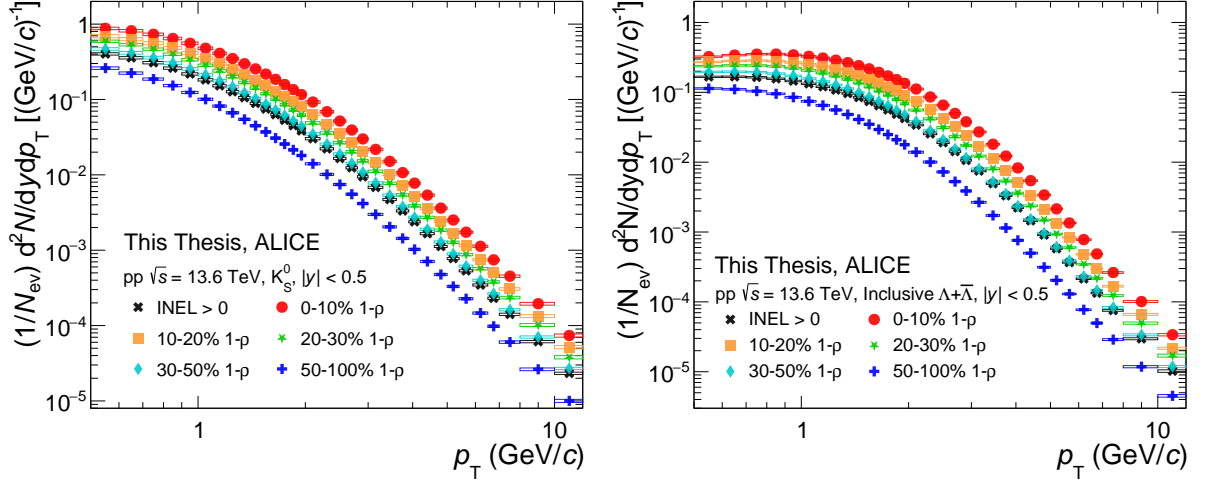 (1/N_ev) d²N/dydp_T [(GeV/c)⁻¹]
1
10⁻¹
10⁻²
10⁻³
10⁻⁴
10⁻⁵
This Thesis, ALICE
pp √s = 13.6 TeV, K⁰_S, |y| < 0.5
INEL > 0
0-10% 1-ρ
10-20% 1-ρ
20-30% 1-ρ
30-50% 1-ρ
50-100% 1-ρ
1
10
p_T (GeV/c)
(1/N_ev) d²N/dydp_T [(GeV/c)⁻¹]
1
10⁻¹
10⁻²
10⁻³
10⁻⁴
10⁻⁵
This Thesis, ALICE
pp √s = 13.6 TeV, Inclusive Λ+Λ̅, |y| < 0.5
INEL > 0
0-10% 1-ρ
10-20% 1-ρ
20-30% 1-ρ
30-50% 1-ρ
50-100% 1-ρ
1
10
p_T (GeV/c)